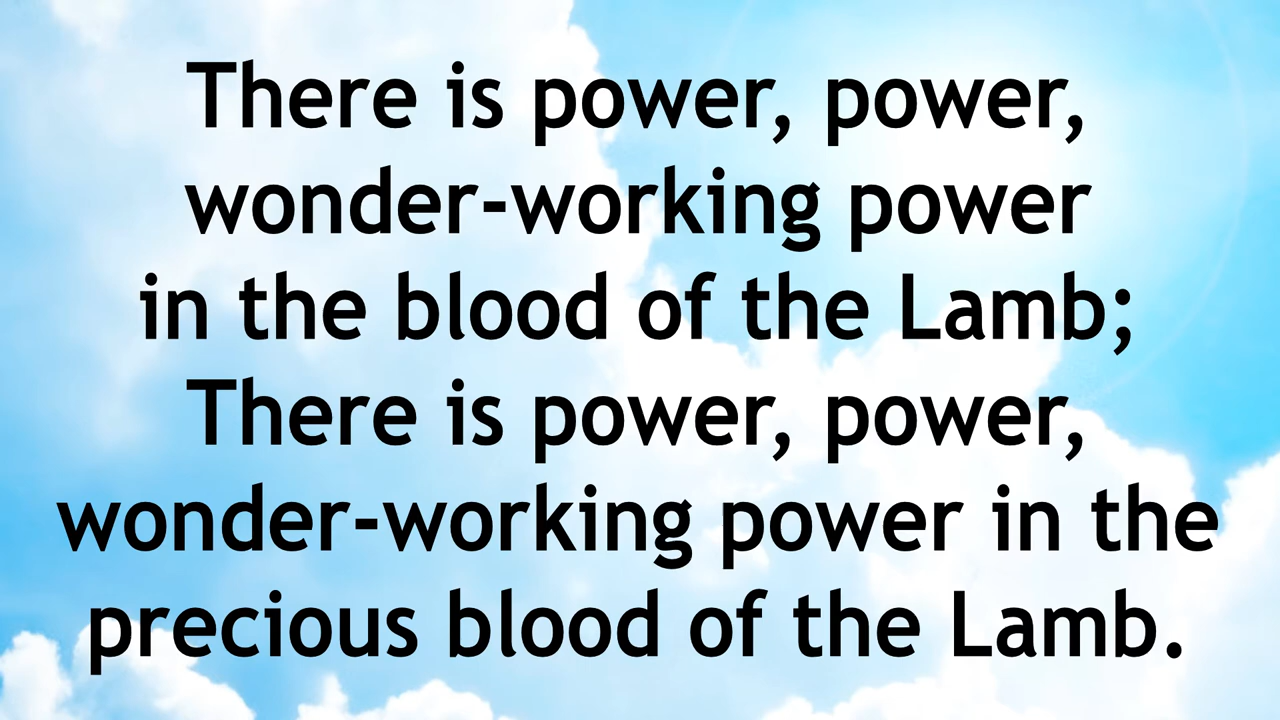 There is power, power,
wonder-working power
in the blood of the Lamb;
There is power, power,
wonder-working power in the
precious blood of the Lamb.